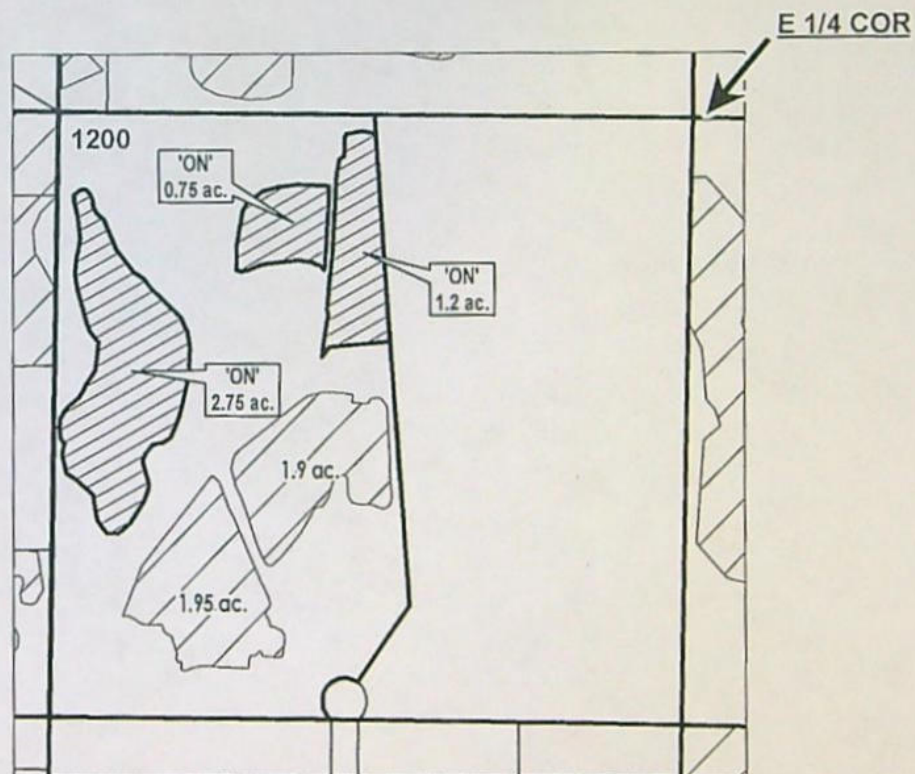 E 1/4 COR
1200
'ON'
0.75 ac.
'ON'
1.2 ac.
'ON'
2.75 ac.
1.9 ac.
1.95 ac.